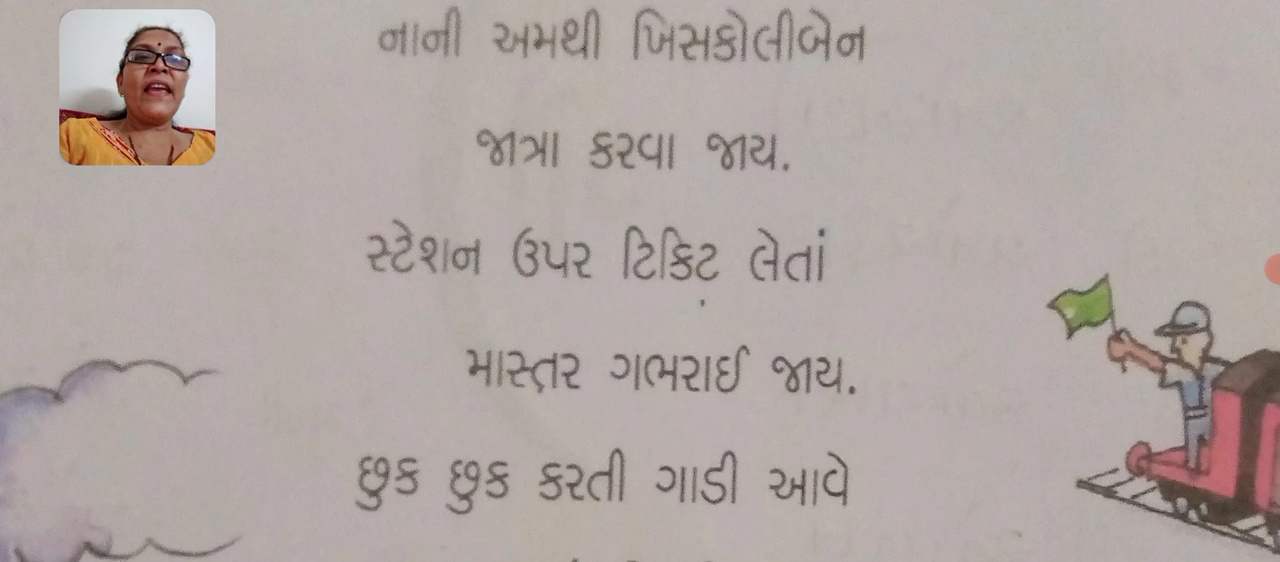 નાની અમથી ખિસકોલીબેન
જાત્રા કરવા જાય.
સ્ટેશન ઉપર ટિકિટ લેતાં
માસ્તર ગભરાઈ જાય.
છુક છુક કરતી ગાડી આવે